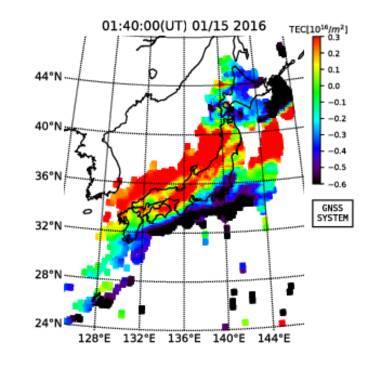 01:40:00(UT) 01/15 2016
TEC[10¹⁶/m²]
0.3
0.2
0.1
0.0
−0.1
−0.2
−0.3
−0.4
−0.5
−0.6
GNSS
SYSTEM
44°N
40°N
36°N
32°N
28°N
24°N
128°E 132°E 136°E 140°E 144°E